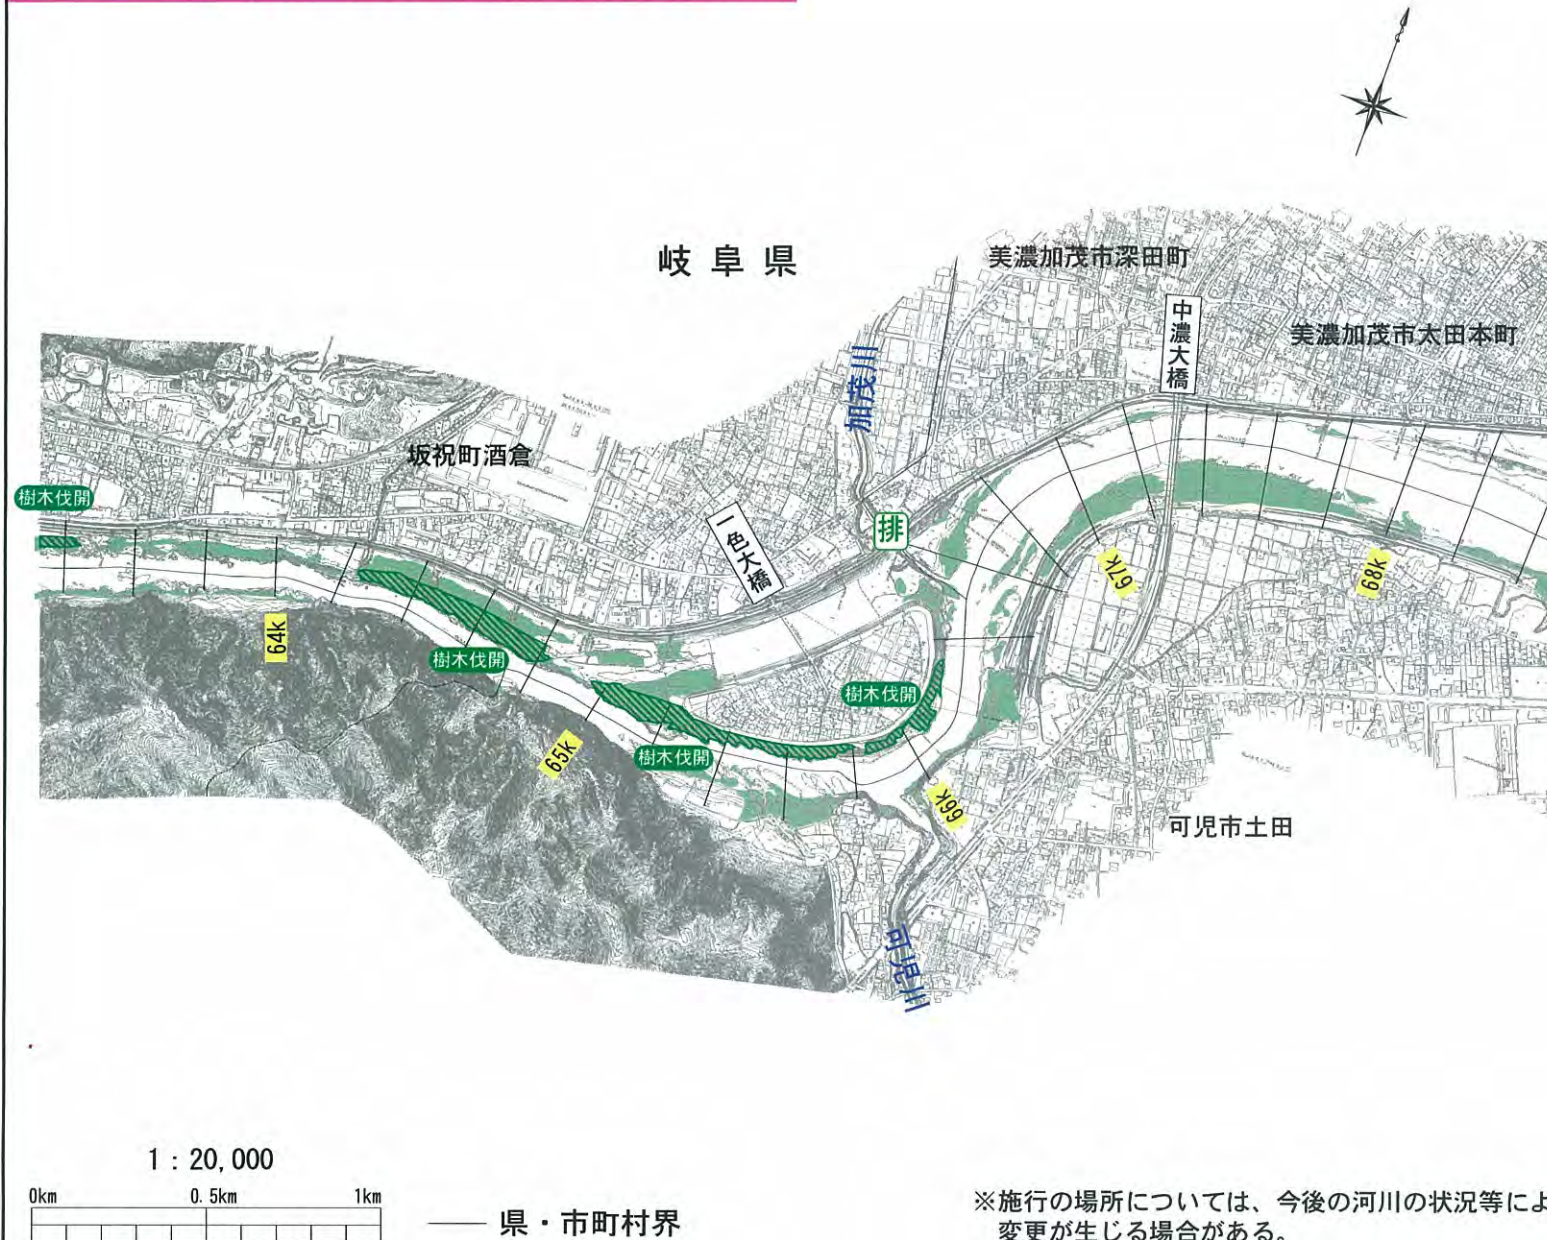 岐阜県
美濃加茂市深田町
中濃大橋
美濃加茂市太田本町
加茂川
坂祝町酒倉
樹木伐開
一色大橋
排
67k
68k
64k
樹木伐開
樹木伐開
65k
樹木伐開
66k
可児市土田
可児川
1：20,000
0km 0.5km 1km
県・市町村界
※施行の場所については、今後の河川の状況等によ
変更が生じる場合がある。